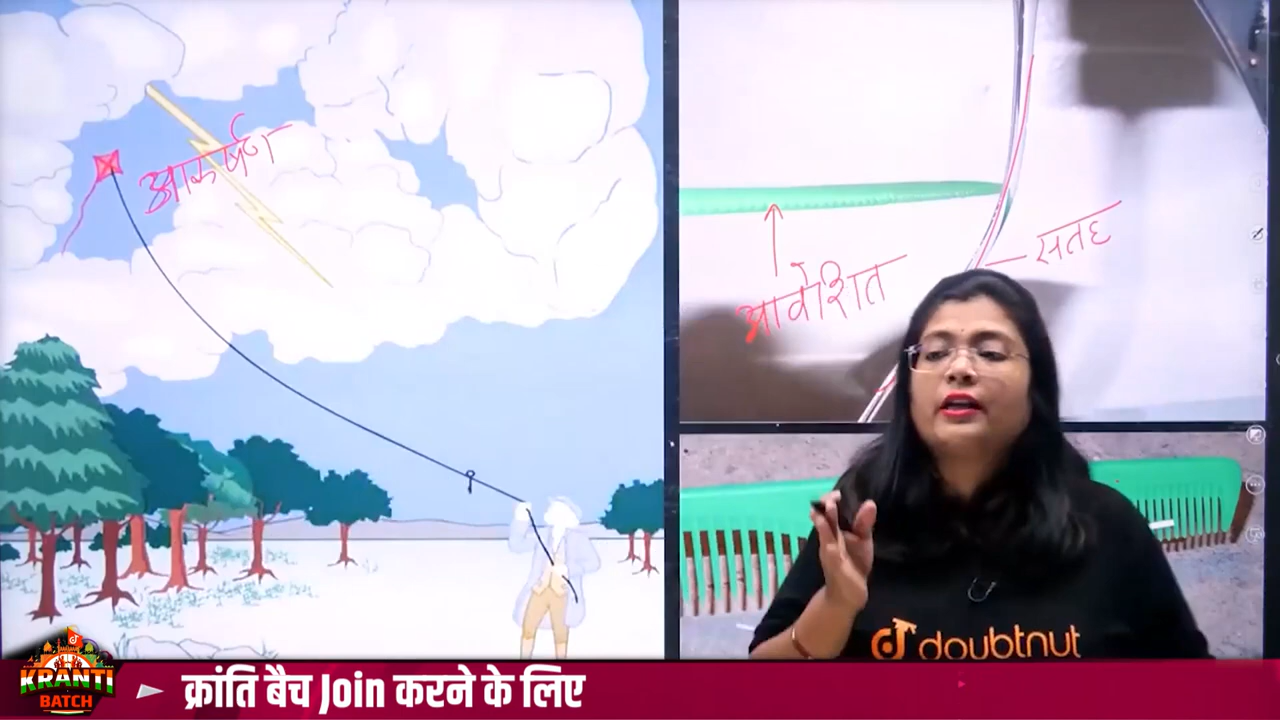 आकर्षण
सतह
आवेशित
doubtnut
KRANTI
BATCH
क्रांति बैच Join करने के लिए